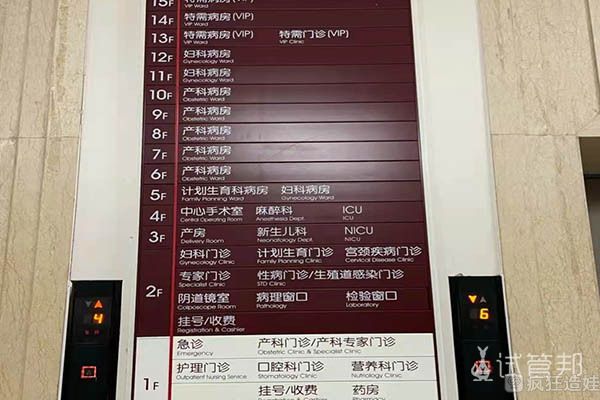 15F 特需病房(VIP)
VIP Ward
14F 特需病房(VIP)
VIP Ward
13F 特需病房(VIP) 特需门诊(VIP)
VIP Ward VIP Clinic
12F 妇科病房
Gynecology Ward
11F 妇科病房
Gynecology Ward
10F 产科病房
Obstetric Ward
9F 产科病房
Obstetric Ward
8F 产科病房
Obstetric Ward
7F 产科病房
Obstetric Ward
6F 产科病房
Obstetric Ward
5F 计划生育科病房 妇科病房
Family Planning Ward Gynecology Ward
4F 中心手术室 麻醉科 ICU
Central Operating Room Anesthesia Dept. ICU
3F 产房 新生儿科 NICU
Delivery Room Neonatology Dept. NICU
妇科门诊 计划生育门诊 宫颈疾病门诊
Gynecology Clinic Family Planning Clinic Cervical Disease Clinic
2F 专家门诊 性病门诊/生殖道感染门诊
Specialist Clinic STD Clinic
阴道镜室 病理窗口 检验窗口
Colposcope Room Pathology Laboratory
挂号/收费
Registration & Cashier
急诊 产科门诊/产科专家门诊
Emergency Obstetric Clinic & Specialist Clinic
1F 护理门诊 口腔科门诊 营养科门诊
Outpatient Nursing Service Stomatology Clinic Nutriology Clinic
挂号/收费 药房
Registration & Cashier Pharmacy
4
6
试管邦
疯狂造娃